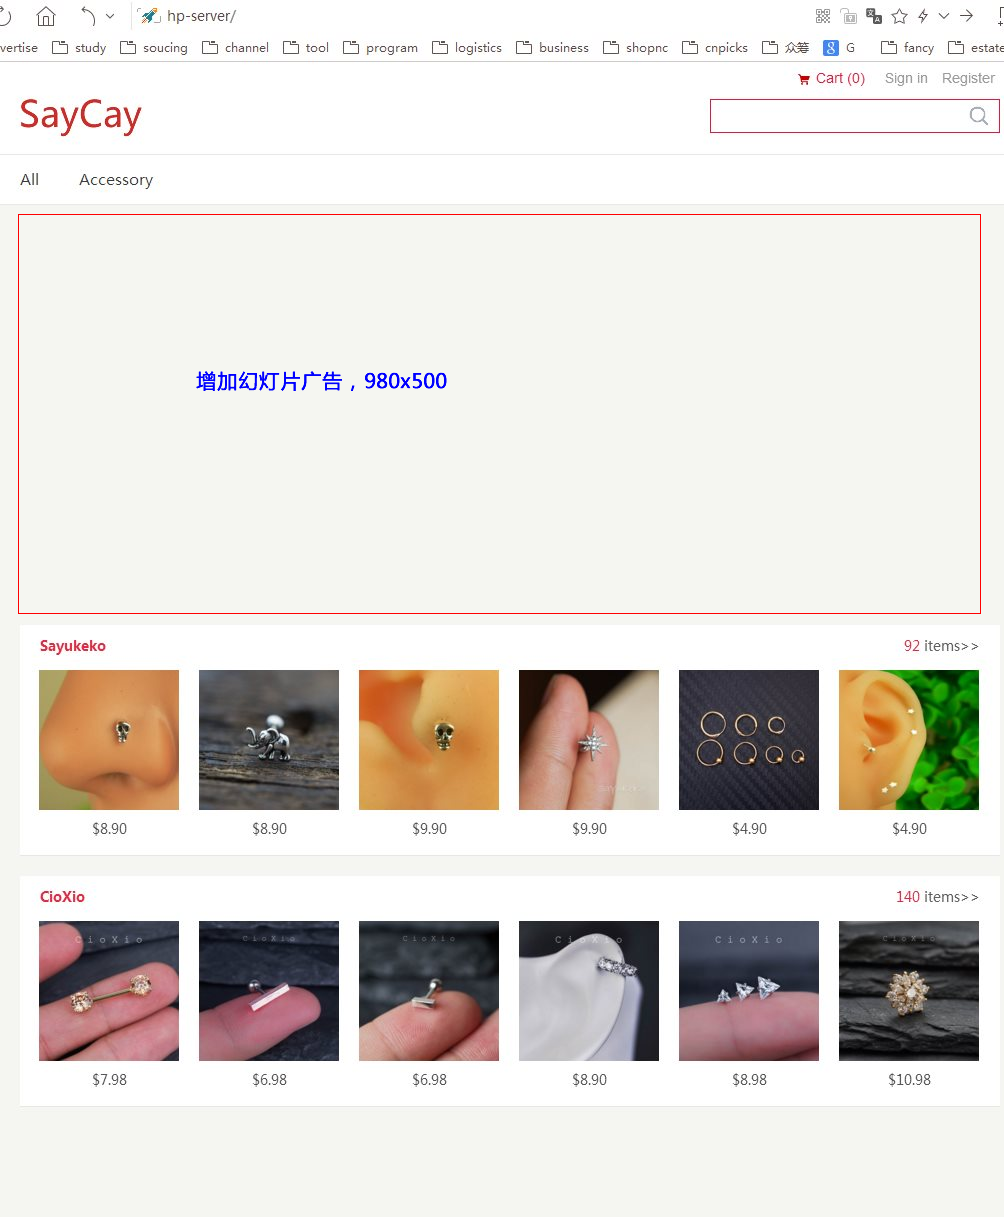 hp-server/
vertise study soucing channel tool program logistics business shopnc cnpicks 众筹 G fancy estate
Cart (0) Sign in Register
SayCay
All Accessory
增加幻灯片广告，980x500
Sayukeko 92 items>>
$8.90 $8.90 $9.90 $9.90 $4.90 $4.90
CioXio 140 items>>
CioXio CioXio CioXio CioXio CioXio CioXio
$7.98 $6.98 $6.98 $8.90 $8.98 $10.98